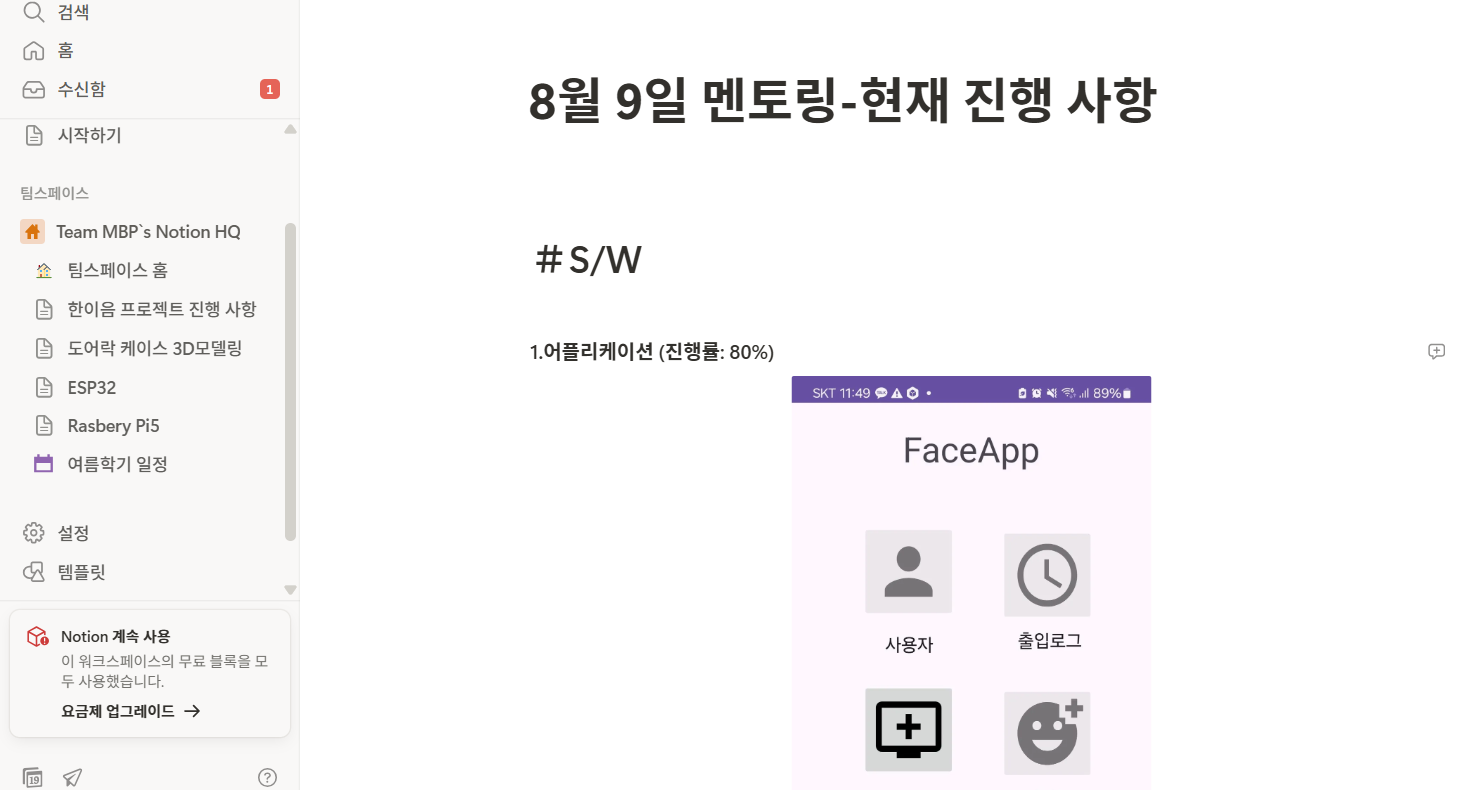 검색
홈
수신함
1
시작하기
팀스페이스
Team MBP`s Notion HQ
팀스페이스 홈
한이음 프로젝트 진행 사항
도어락 케이스 3D모델링
ESP32
Rasbery Pi5
여름학기 일정
설정
템플릿
Notion 계속 사용
이 워크스페이스의 무료 블록을 모
두 사용했습니다.
요금제 업그레이드 →
19
8월 9일 멘토링-현재 진행 사항
#S/W
1.어플리케이션 (진행률: 80%)
SKT 11:49
89%
FaceApp
사용자
출입로그